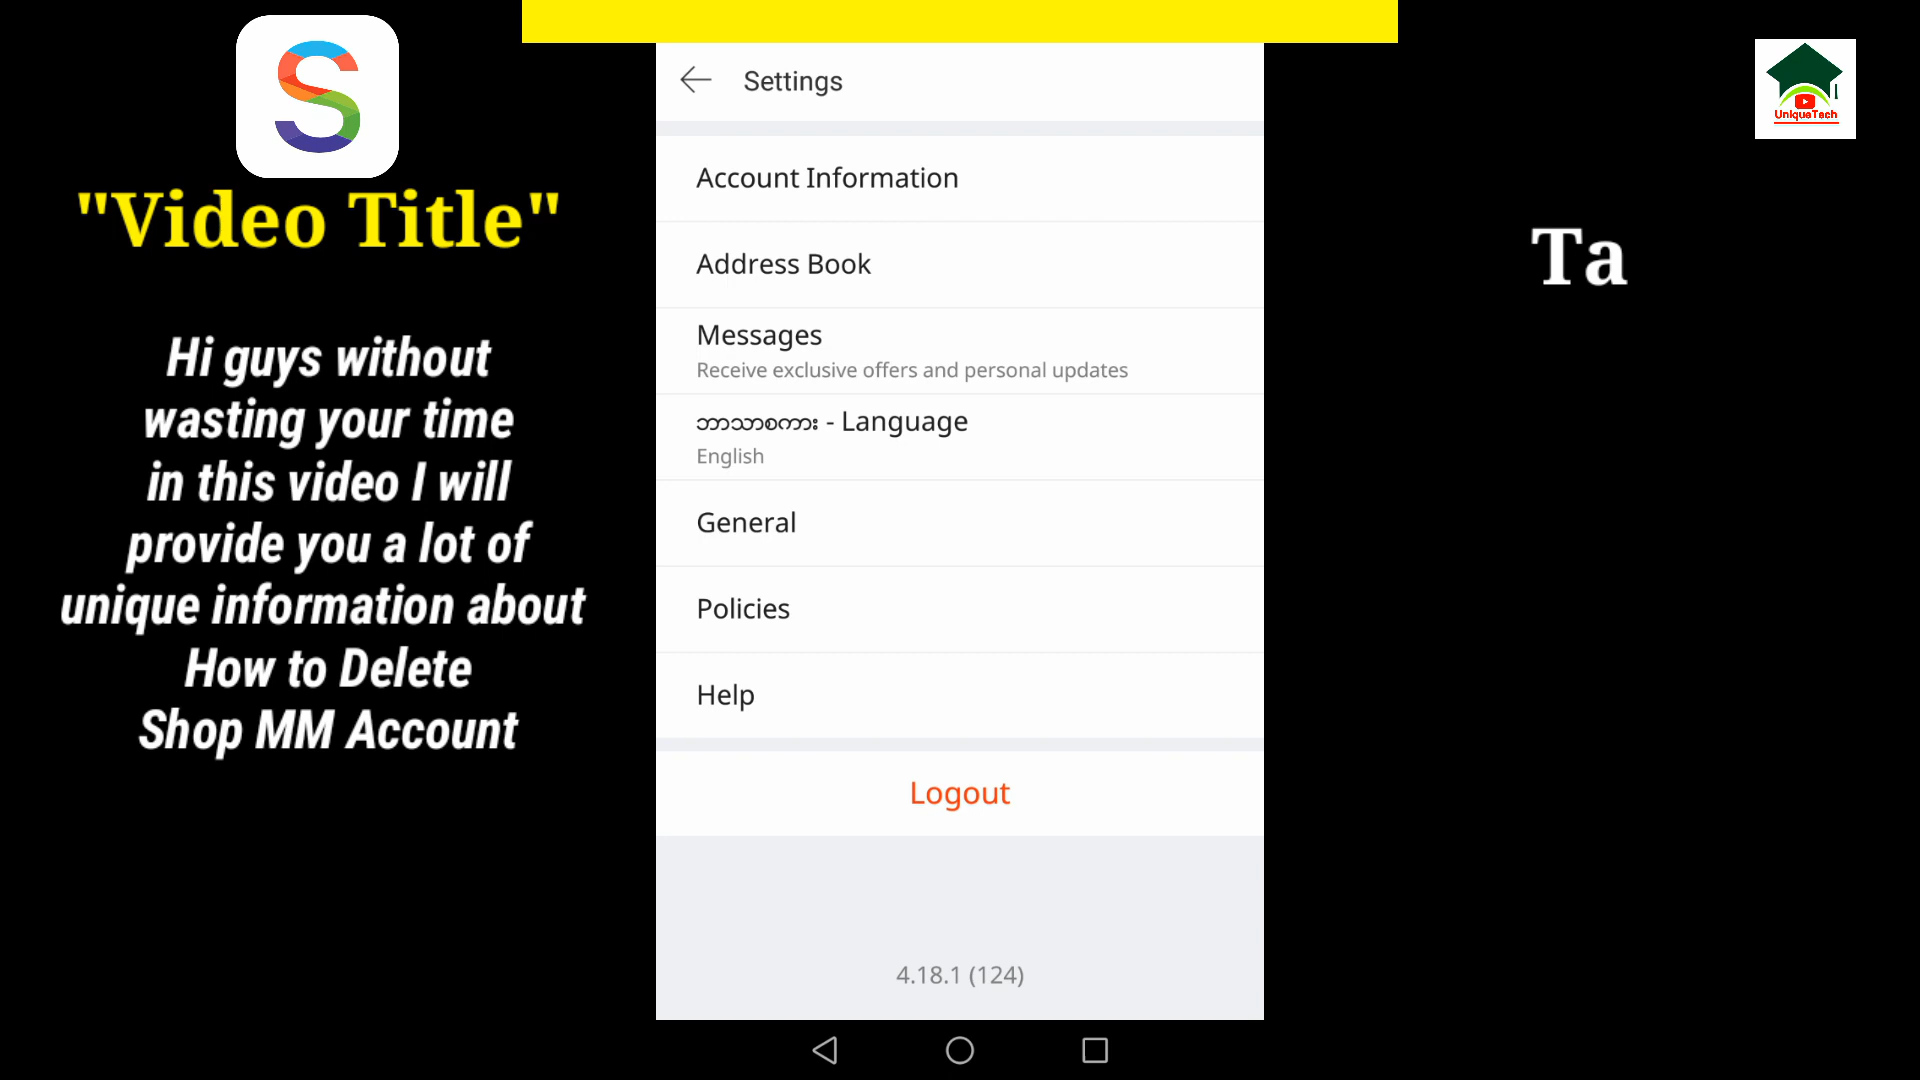 "Video Title"
Hi guys without
wasting your time
in this video I will
provide you a lot of
unique information about
How to Delete
Shop MM Account
Settings
Account Information
Address Book
Messages
Receive exclusive offers and personal updates
ဘာသာစကား - Language
English
General
Policies
Help
Logout
4.18.1 (124)
UniqueTech
Ta